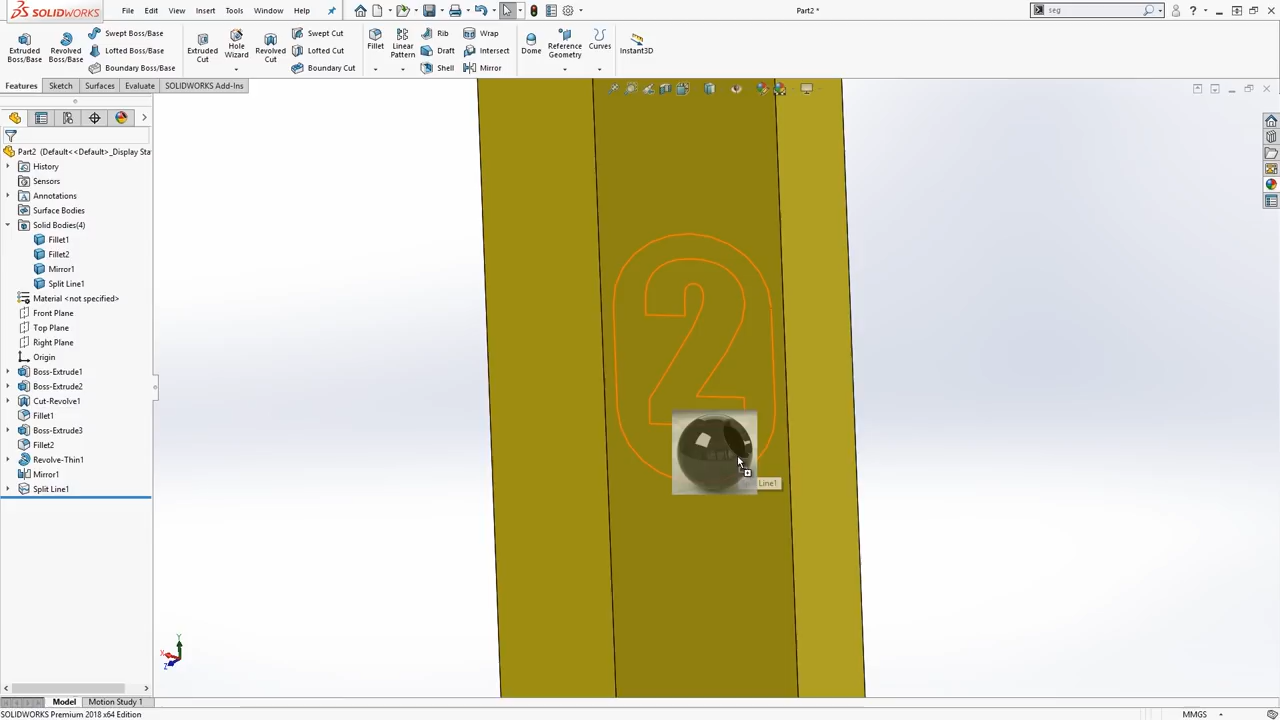 SOLIDWORKS
File Edit View Insert Tools Window Help
Part2 *
seg
Extruded Boss/Base
Revolved Boss/Base
Swept Boss/Base
Lofted Boss/Base
Boundary Boss/Base
Extruded Cut
Hole Wizard
Revolved Cut
Swept Cut
Lofted Cut
Boundary Cut
Fillet
Linear Pattern
Rib
Draft
Shell
Wrap
Intersect
Mirror
Dome
Reference Geometry
Curves
Instant3D
Features Sketch Surfaces Evaluate SOLIDWORKS Add-Ins
Part2 (Default<<Default>_Display Sta
History
Sensors
Annotations
Surface Bodies
Solid Bodies(4)
Fillet1
Fillet2
Mirror1
Split Line1
Material <not specified>
Front Plane
Top Plane
Right Plane
Origin
Boss-Extrude1
Boss-Extrude2
Cut-Revolve1
Fillet1
Boss-Extrude3
Fillet2
Revolve-Thin1
Mirror1
Split Line1
2
Line1
Y
X
Z
Model Motion Study 1
SOLIDWORKS Premium 2018 x64 Edition
MMGS